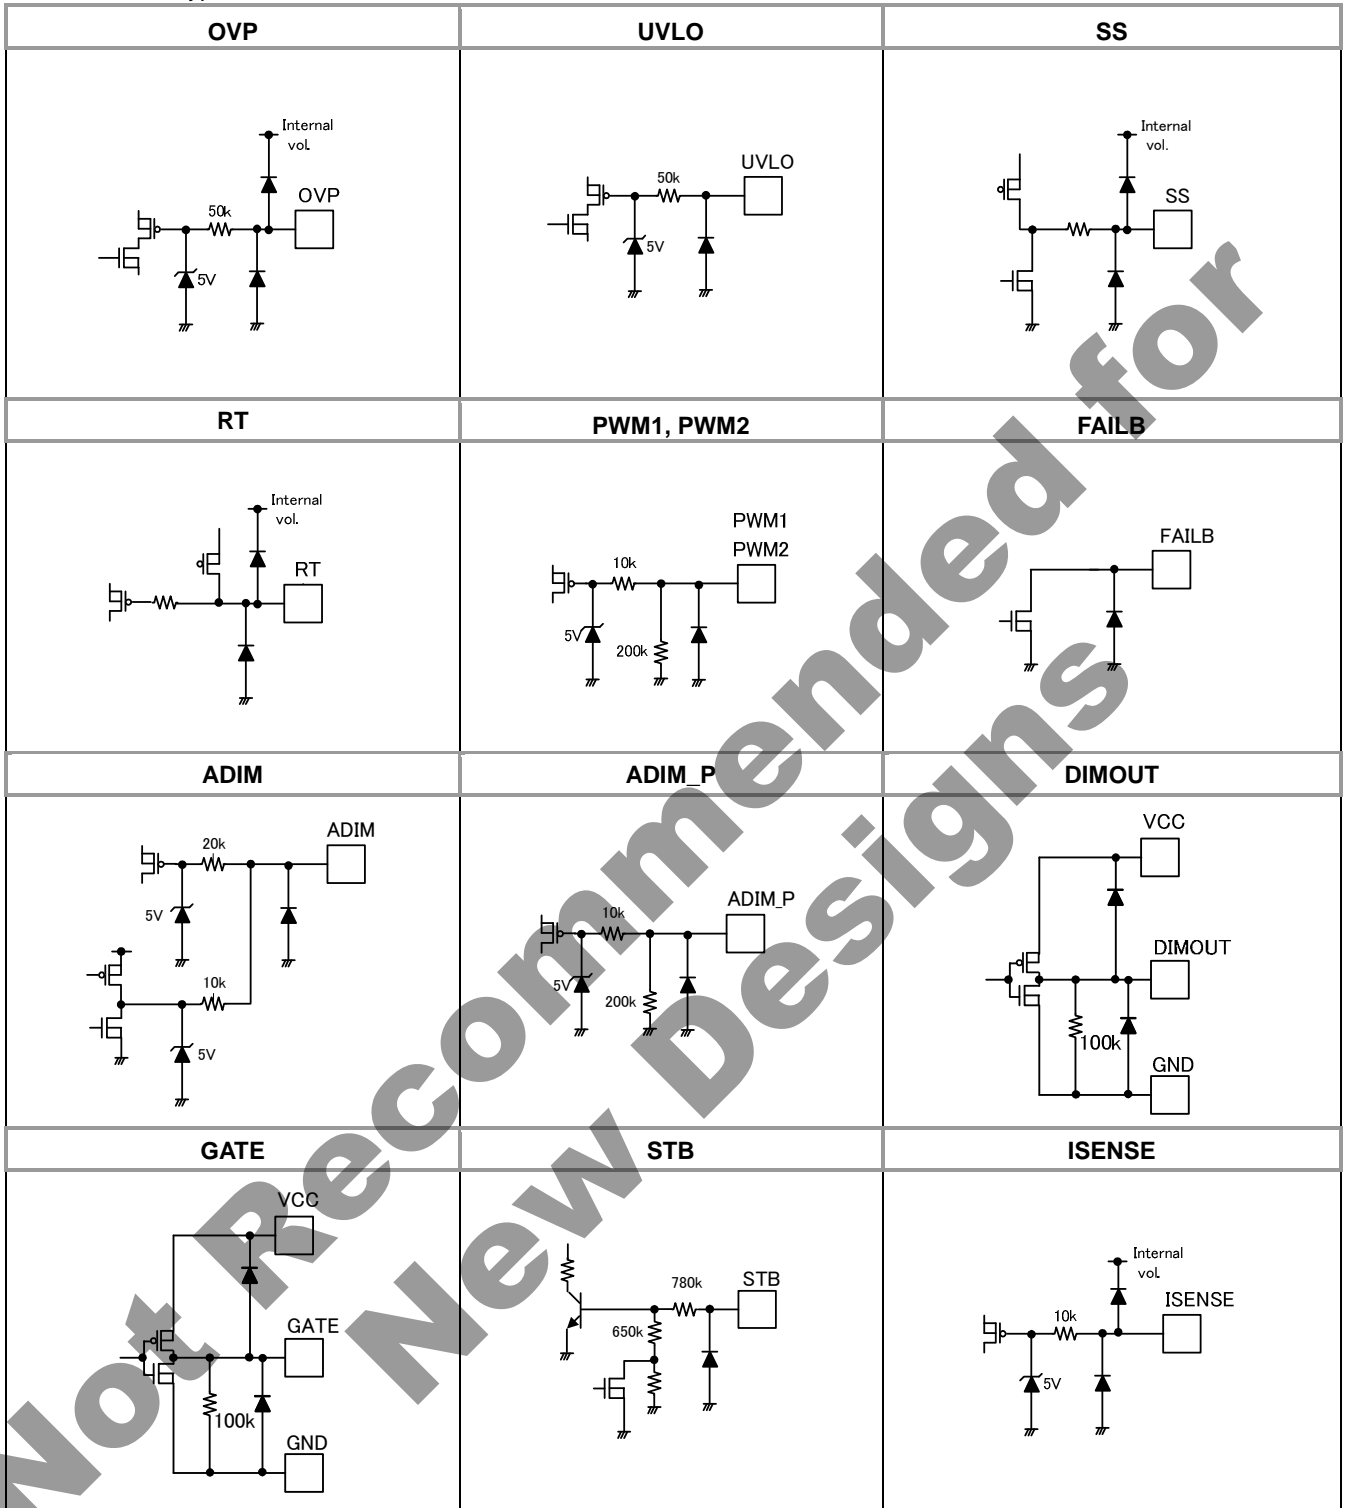 OVP
UVLO
SS
Internal
vol.
50k
OVP
5V
50k
UVLO
5V
Internal
vol.
SS
RT
PWM1, PWM2
FAILB
Internal
vol.
RT
PWM1
PWM2
10k
5V
200k
FAILB
ADIM
ADIM_P
DIMOUT
ADIM
20k
5V
10k
5V
ADIM_P
10k
5V
200k
VCC
DIMOUT
100k
GND
GATE
STB
ISENSE
VCC
GATE
100k
GND
780k
STB
650k
Internal
vol.
10k
ISENSE
5V
Not Recommended for
New Designs